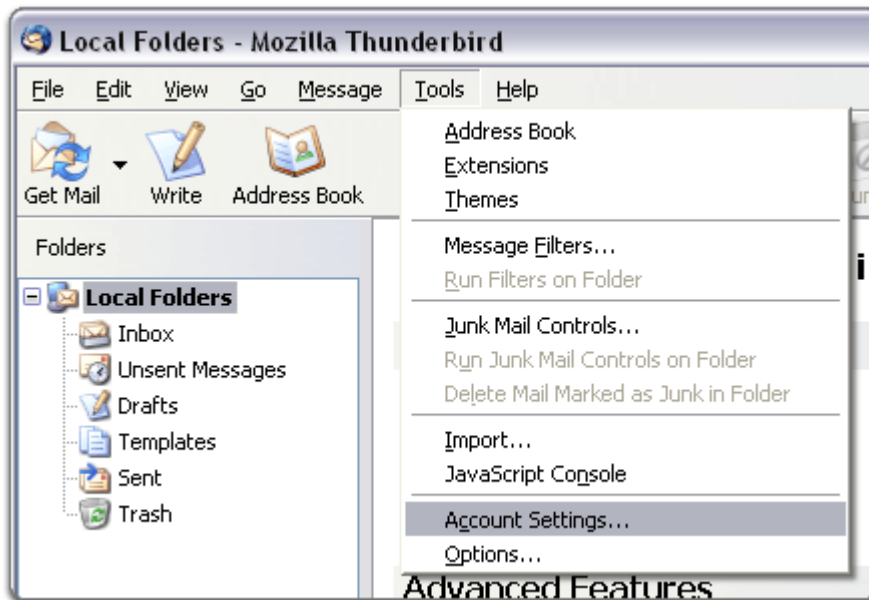 Local Folders - Mozilla Thunderbird
File Edit View Go Message Tools Help
Get Mail Write Address Book
Folders
Local Folders
Inbox
Unsent Messages
Drafts
Templates
Sent
Trash
Address Book
Extensions
Themes
Message Filters...
Run Filters on Folder
Junk Mail Controls...
Run Junk Mail Controls on Folder
Delete Mail Marked as Junk in Folder
Import...
JavaScript Console
Account Settings...
Options...
Advanced Features